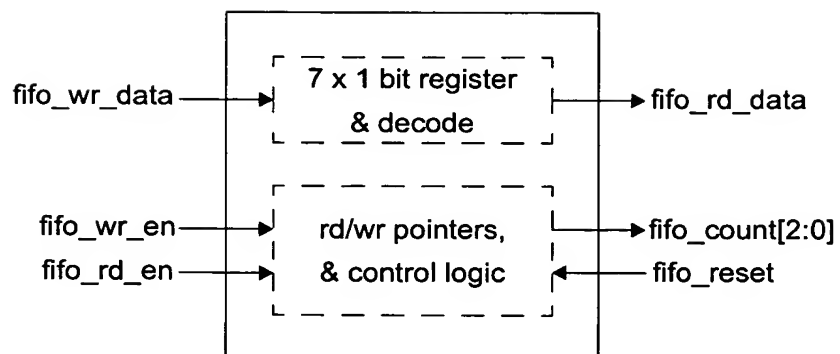 7 x 1 bit register
fifo_wr_data
fifo_rd_data
& decode
fifo_wr_en
rd/wr pointers,
fifo_count[2:0]
fifo_rd_en
& control logic
fifo_reset